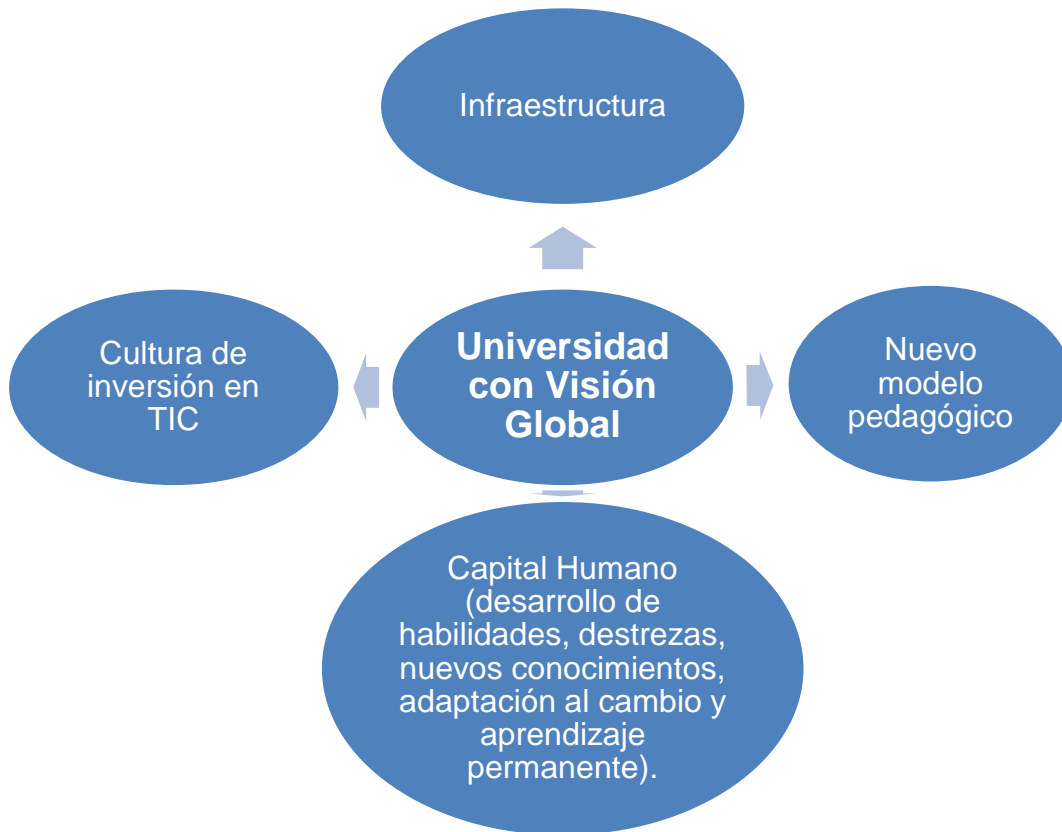 Infraestructura
Cultura de
inversión en
TIC
Universidad
con Visión
Global
Nuevo
modelo
pedagógico
Capital Humano
(desarrollo de
habilidades, destrezas,
nuevos conocimientos,
adaptación al cambio y
aprendizaje
permanente).